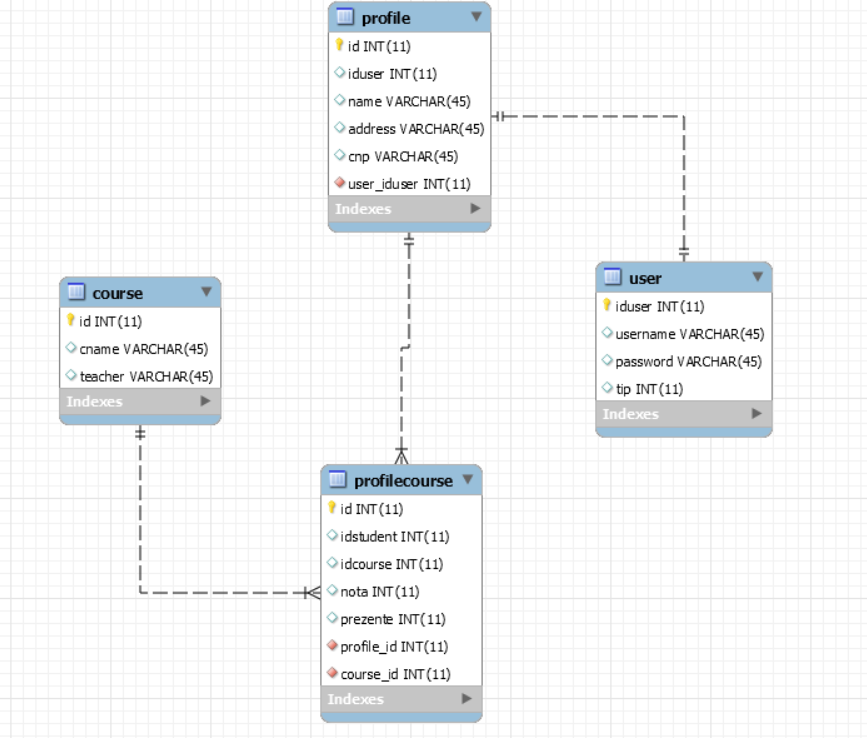 profile
id INT(11)
iduser INT(11)
name VARCHAR(45)
address VARCHAR(45)
cnp VARCHAR(45)
user_iduser INT(11)
Indexes
course
id INT(11)
cname VARCHAR(45)
teacher VARCHAR(45)
Indexes
user
iduser INT(11)
username VARCHAR(45)
password VARCHAR(45)
tip INT(11)
Indexes
profilecourse
id INT(11)
idstudent INT(11)
idcourse INT(11)
nota INT(11)
prezente INT(11)
profile_id INT(11)
course_id INT(11)
Indexes